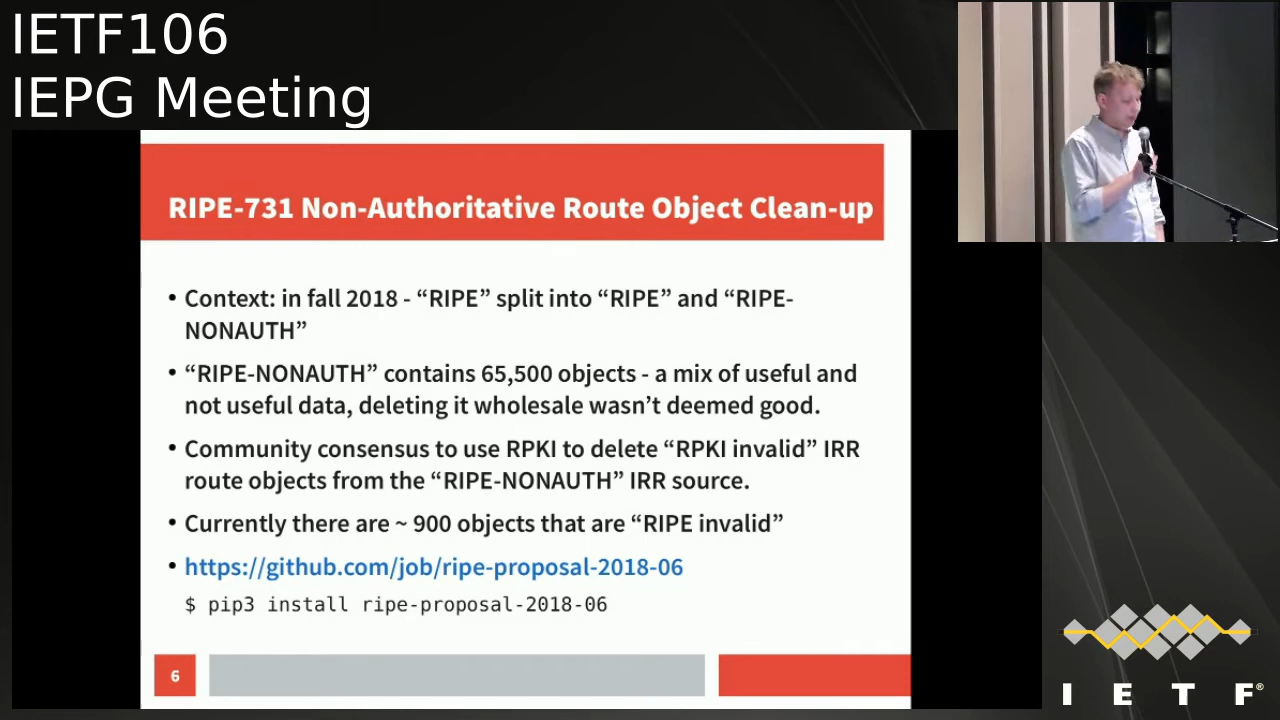 IETF106
IEPG Meeting
RIPE-731 Non-Authoritative Route Object Clean-up
• Context: in fall 2018 - “RIPE” split into “RIPE” and “RIPE-
NONAUTH”
• “RIPE-NONAUTH” contains 65,500 objects - a mix of useful and
not useful data, deleting it wholesale wasn’t deemed good.
• Community consensus to use RPKI to delete “RPKI invalid” IRR
route objects from the “RIPE-NONAUTH” IRR source.
• Currently there are ~ 900 objects that are “RIPE invalid”
• https://github.com/job/ripe-proposal-2018-06
$ pip3 install ripe-proposal-2018-06
6
I E T F®